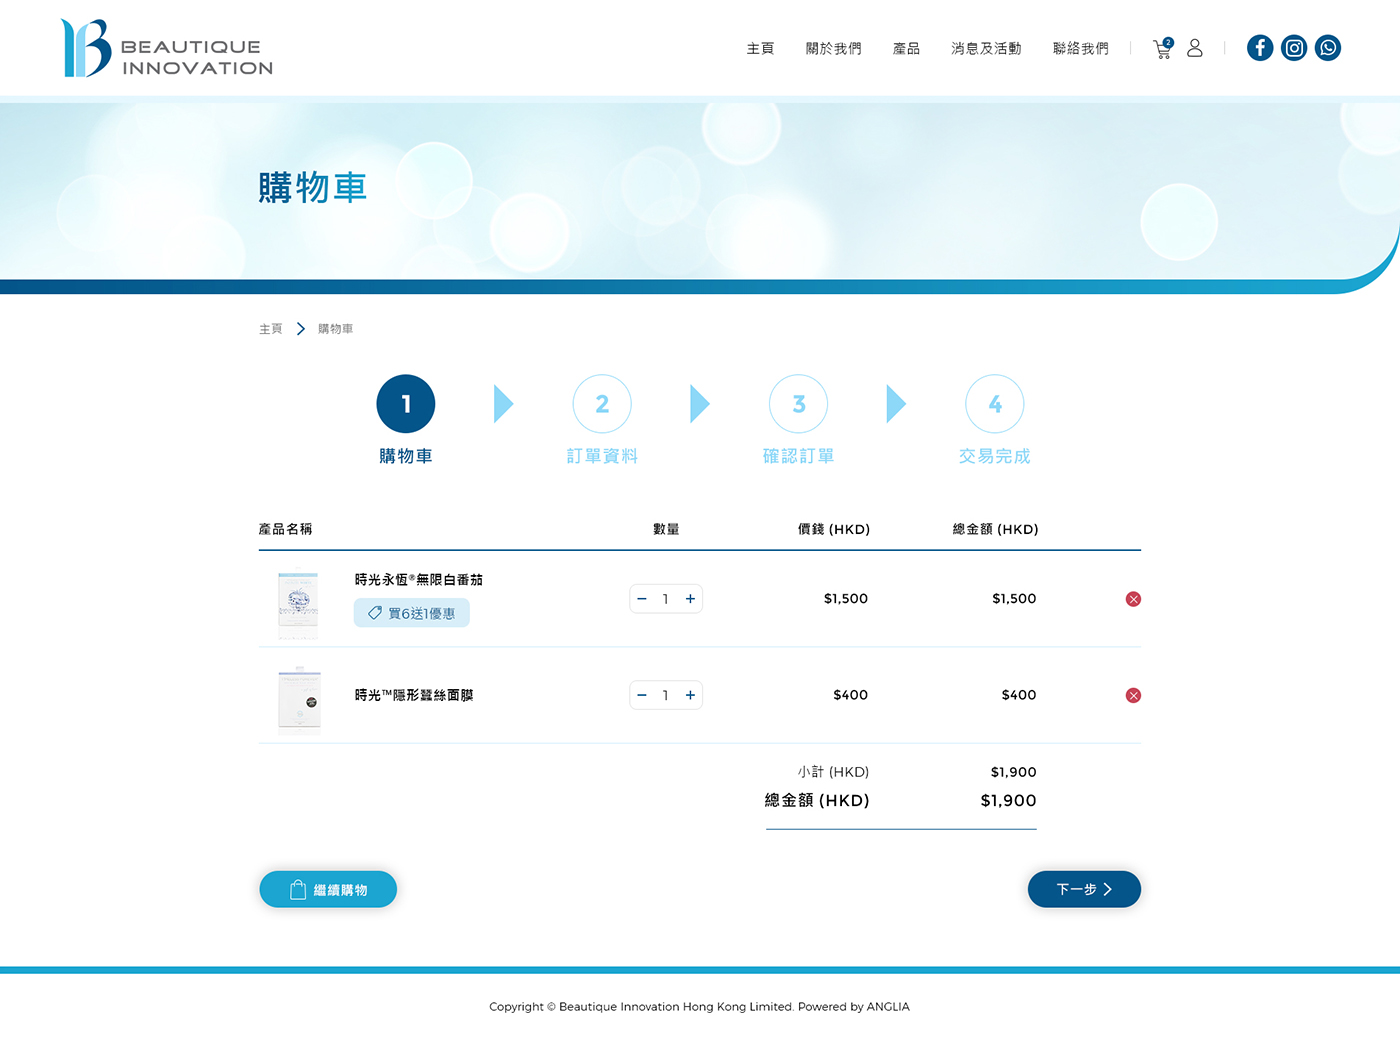 BEAUTIQUE
INNOVATION
主頁 關於我們 產品 消息及活動 聯絡我們 2
購物車
主頁 購物車
1 2 3 4
購物車 訂單資料 確認訂單 交易完成
產品名稱 數量 價錢 (HKD) 總金額 (HKD)
時光永恆®無限白番茄
買6送1優惠
− 1 + $1,500 $1,500
時光™隱形蠶絲面膜 − 1 + $400 $400
小計 (HKD) $1,900
總金額 (HKD) $1,900
繼續購物 下一步
Copyright © Beautique Innovation Hong Kong Limited. Powered by ANGLIA